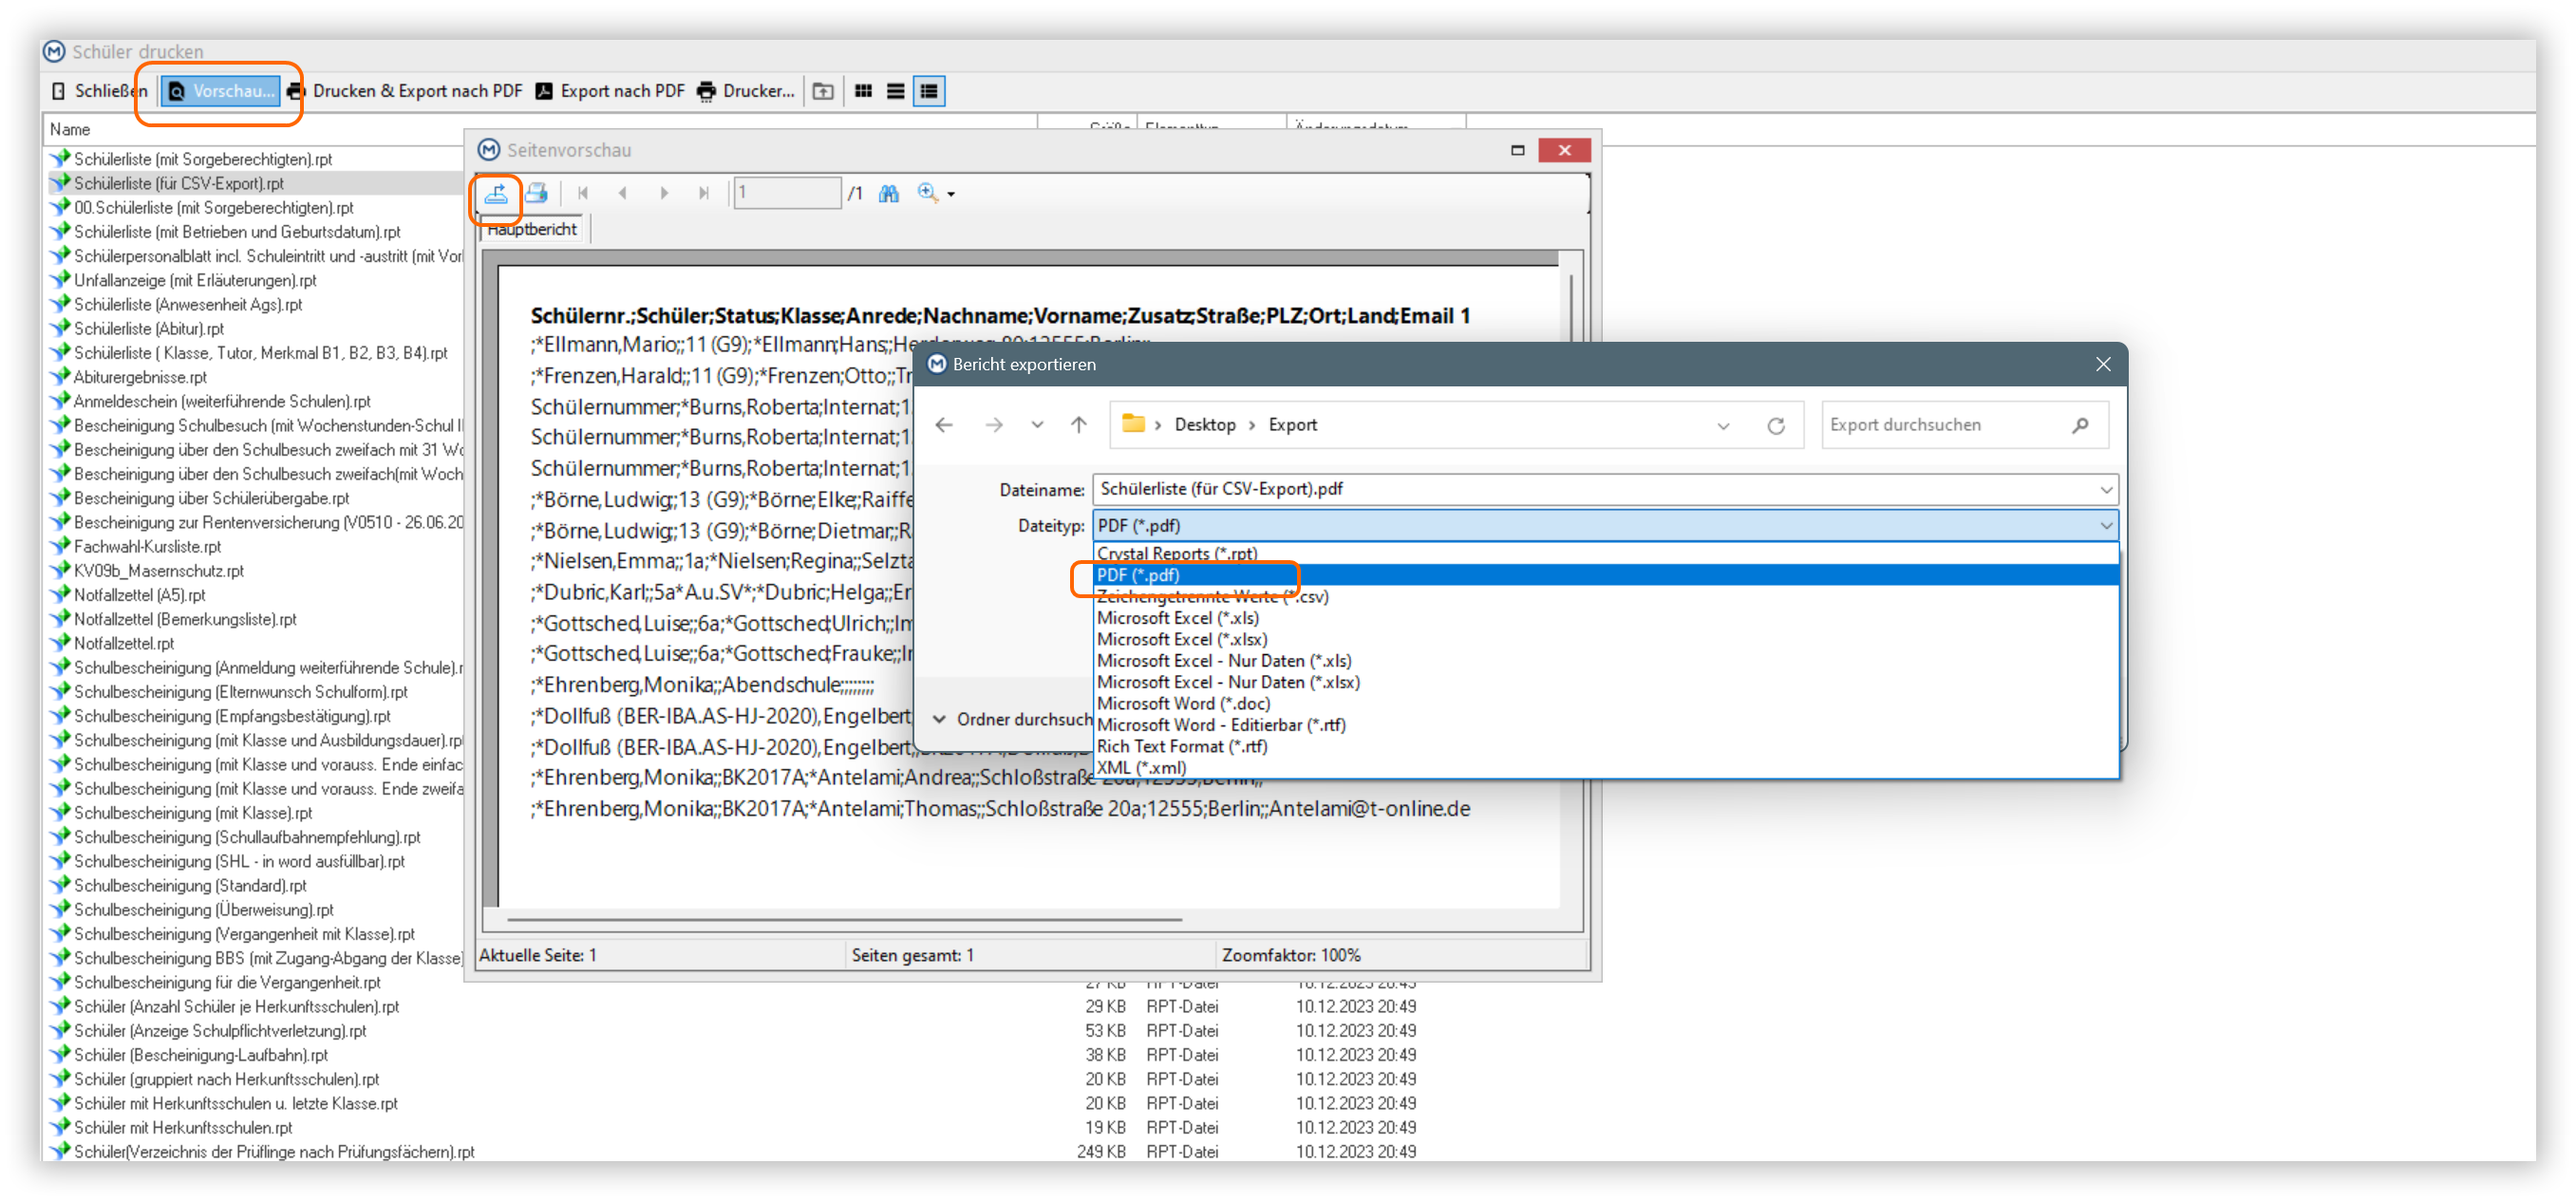 Schüler drucken
Schließen Vorschau... Drucken & Export nach PDF Export nach PDF Drucker...
Name
Schülerliste (mit Sorgeberechtigten).rpt
Schülerliste (für CSV-Export).rpt
00.Schülerliste (mit Sorgeberechtigten).rpt
Schülerliste (mit Betrieben und Geburtsdatum).rpt
Schülerpersonalblatt incl. Schuleintritt und -austritt (mit Vor
Unfallanzeige (mit Erläuterungen).rpt
Schülerliste (Anwesenheit Ags).rpt
Schülerliste (Abitur).rpt
Schülerliste ( Klasse, Tutor, Merkmal B1, B2, B3, B4).rpt
Abiturergebnisse.rpt
Anmeldeschein (weiterführende Schulen).rpt
Bescheinigung Schulbesuch (mit Wochenstunden-Schul
Bescheinigung über den Schulbesuch zweifach mit 31
Bescheinigung über den Schulbesuch zweifach(mit Woch
Bescheinigung über Schülerübergabe.rpt
Bescheinigung zur Rentenversicherung (V0510 - 26.06.20
Fachwahl-Kursliste.rpt
KV09b_Masernschutz.rpt
Notfallzettel (A5).rpt
Notfallzettel (Bemerkungsliste).rpt
Notfallzettel.rpt
Schulbescheinigung (Anmeldung weiterführende Schule).r
Schulbescheinigung (Elternwunsch Schulform).rpt
Schulbescheinigung (Empfangsbestätigung).rpt
Schulbescheinigung (mit Klasse und Ausbildungsdauer).rp
Schulbescheinigung (mit Klasse und vorauss. Ende einfac
Schulbescheinigung (mit Klasse und vorauss. Ende zweifa
Schulbescheinigung (mit Klasse).rpt
Schulbescheinigung (Schullaufbahnempfehlung).rpt
Schulbescheinigung (SHL - in word ausfüllbar).rpt
Schulbescheinigung (Standard).rpt
Schulbescheinigung (Überweisung).rpt
Schulbescheinigung (Vergangenheit mit Klasse).rpt
Schulbescheinigung BBS (mit Zugang-Abgang der Klasse)
Schulbescheinigung für die Vergangenheit.rpt 27 KB RPT-Datei 10.12.2023 20:49
Schüler (Anzahl Schüler je Herkunftsschulen).rpt 29 KB RPT-Datei 10.12.2023 20:49
Schüler (Anzeige Schulpflichtverletzung).rpt 53 KB RPT-Datei 10.12.2023 20:49
Schüler (Bescheinigung-Laufbahn).rpt 38 KB RPT-Datei 10.12.2023 20:49
Schüler (gruppiert nach Herkunftsschulen).rpt 20 KB RPT-Datei 10.12.2023 20:49
Schüler mit Herkunftsschulen u. letzte Klasse.rpt 20 KB RPT-Datei 10.12.2023 20:49
Schüler mit Herkunftsschulen.rpt 19 KB RPT-Datei 10.12.2023 20:49
Schüler(Verzeichnis der Prüflinge nach Prüfungsfächern).rpt 249 KB RPT-Datei 10.12.2023 20:49
Seitenvorschau
1 /1
Hauptbericht
Schülernr.;Schüler;Status;Klasse;Anrede;Nachname;Vorname;Zusatz;Straße;PLZ;Ort;Land;Email 1
;*Ellmann,Mario;;11 (G9);*Ellmann;Hans;;Herderweg 89;12555;Berlin;;
;*Frenzen,Harald;;11 (G9);*Frenzen;Otto;;Tr
Schülernummer;*Burns,Roberta;Internat;1
Schülernummer;*Burns,Roberta;Internat;1
Schülernummer;*Burns,Roberta;Internat;1
;*Börne,Ludwig;;13 (G9);*Börne;Elke;;Raiffe
;*Börne,Ludwig;;13 (G9);*Börne;Dietmar;;R
;*Nielsen,Emma;;1a;*Nielsen;Regina;;Selzta
;*Dubric,Karl;;5a*A.u.SV*;*Dubric;Helga;;Er
;*Gottsched,Luise;;6a;*Gottsched;Ulrich;;Im
;*Gottsched,Luise;;6a;*Gottsched;Frauke;;Ir
;*Ehrenberg,Monika;;Abendschule;;;;;;;;;
;*Dollfuß (BER-IBA.AS-HJ-2020),Engelbert;
;*Dollfuß (BER-IBA.AS-HJ-2020),Engelbert;
;*Ehrenberg,Monika;;BK2017A;*Antelami;Andrea;;Schloßstraße 20a;12555;Berlin;;
;*Ehrenberg,Monika;;BK2017A;*Antelami;Thomas;;Schloßstraße 20a;12555;Berlin;;Antelami@t-online.de
Aktuelle Seite: 1 Seiten gesamt: 1 Zoomfaktor: 100%
Bericht exportieren
Desktop Export Export durchsuchen
Dateiname: Schülerliste (für CSV-Export).pdf
Dateityp: PDF (*.pdf)
Crystal Reports (*.rpt)
PDF (*.pdf)
Zeichengetrennte Werte (*.csv)
Microsoft Excel (*.xls)
Microsoft Excel (*.xlsx)
Microsoft Excel - Nur Daten (*.xls)
Microsoft Excel - Nur Daten (*.xlsx)
Microsoft Word (*.doc)
Microsoft Word - Editierbar (*.rtf)
Rich Text Format (*.rtf)
XML (*.xml)
Ordner durchsuch